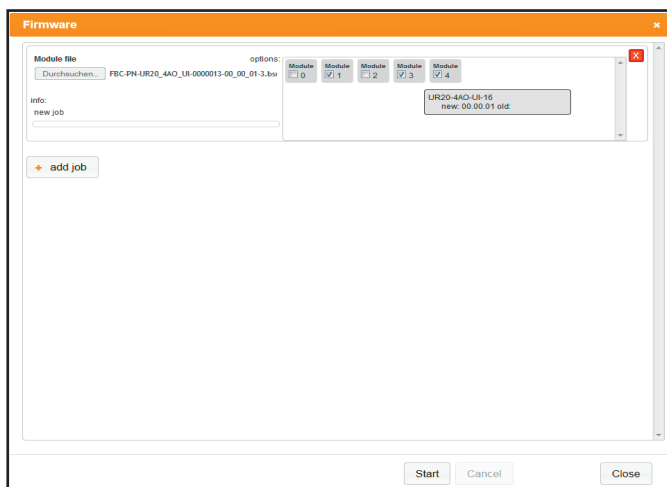 Firmware
×
Module file
options:
Durchsuchen..
FBC-PN-UR20_4AO_UI-0000013-00_00_01-3.bs
Module Module Module Module Module
0 1 2 3 4
X
UR20-4AO-UI-16
new: 00.00.01 old:
info:
new job
+ add job
Start Cancel Close